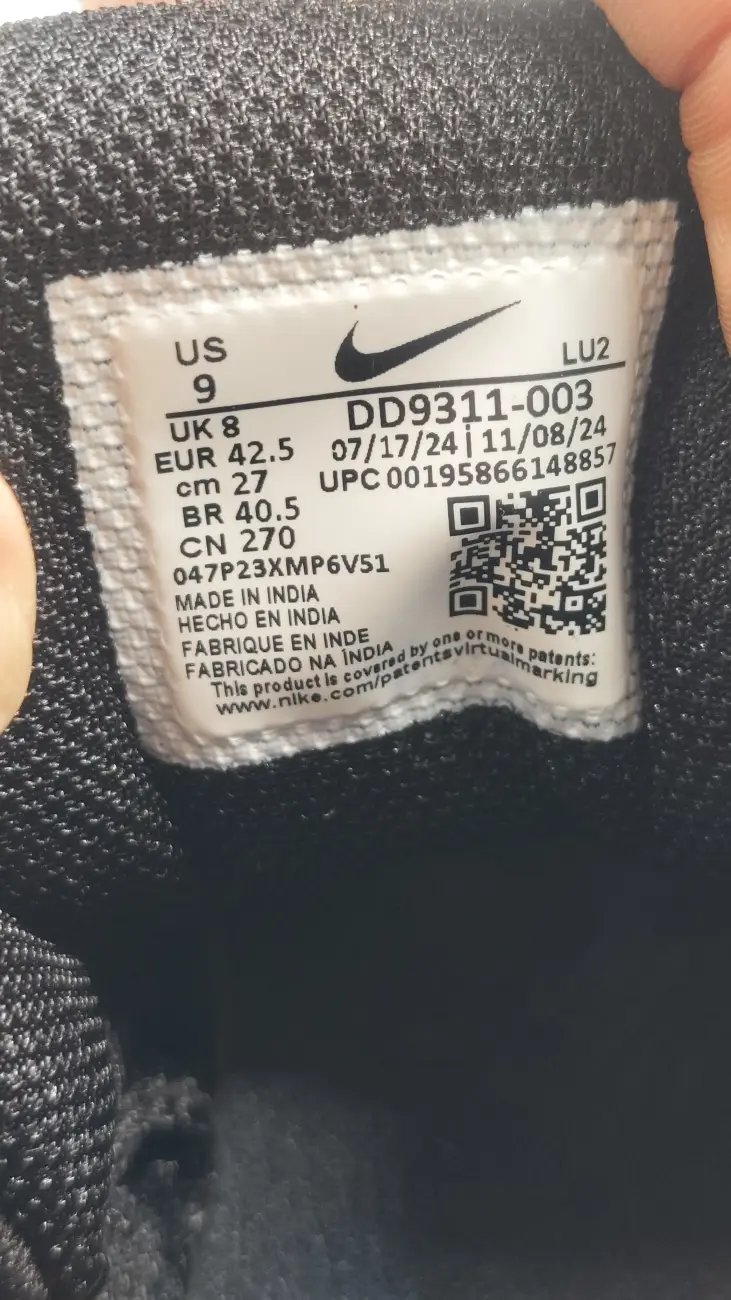 US
9
LU2
UK 8
DD9311-003
EUR 42.5
07/17/24 | 11/08/24
cm 27
UPC 00195866148857
BR 40.5
CN 270
047P23XMP6V51
MADE IN INDIA
HECHO EN INDIA
FABRIQUE EN INDE
FABRICADO NA ÍNDIA
This product is covered by one or more patents:
www.nike.com/patentsvirtualmarking